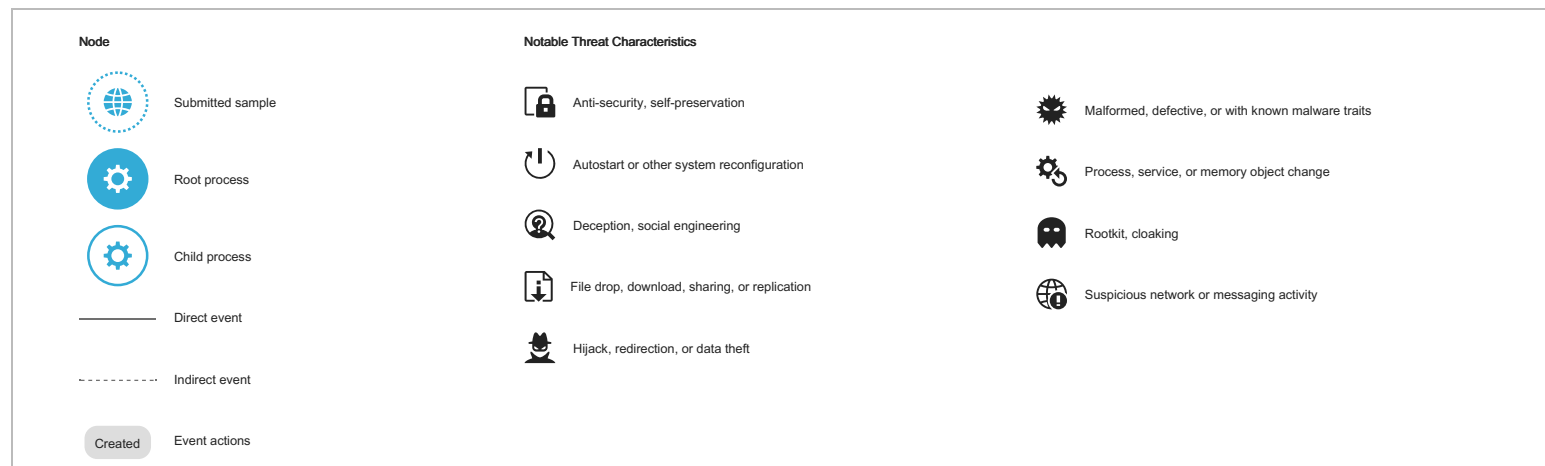 Node
Submitted sample
Root process
Child process
Direct event
Indirect event
Created
Event actions
Notable Threat Characteristics
Anti-security, self-preservation
Autostart or other system reconfiguration
Deception, social engineering
File drop, download, sharing, or replication
Hijack, redirection, or data theft
Malformed, defective, or with known malware traits
Process, service, or memory object change
Rootkit, cloaking
Suspicious network or messaging activity